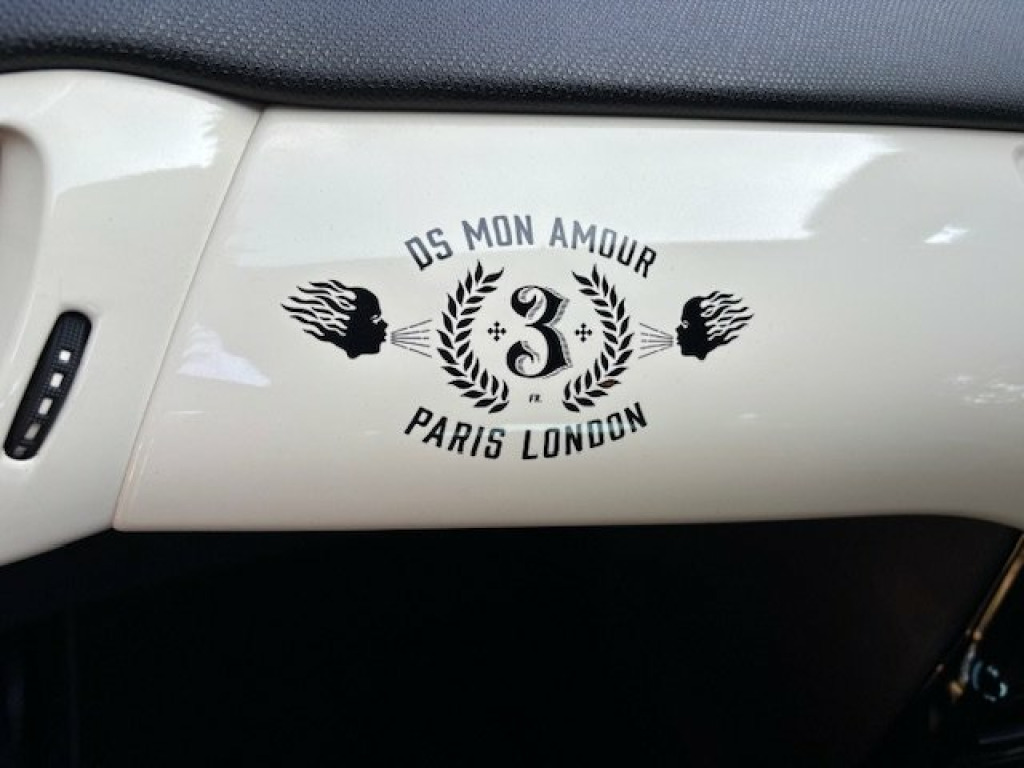 DS MON AMOUR
3
FR.
PARIS LONDON